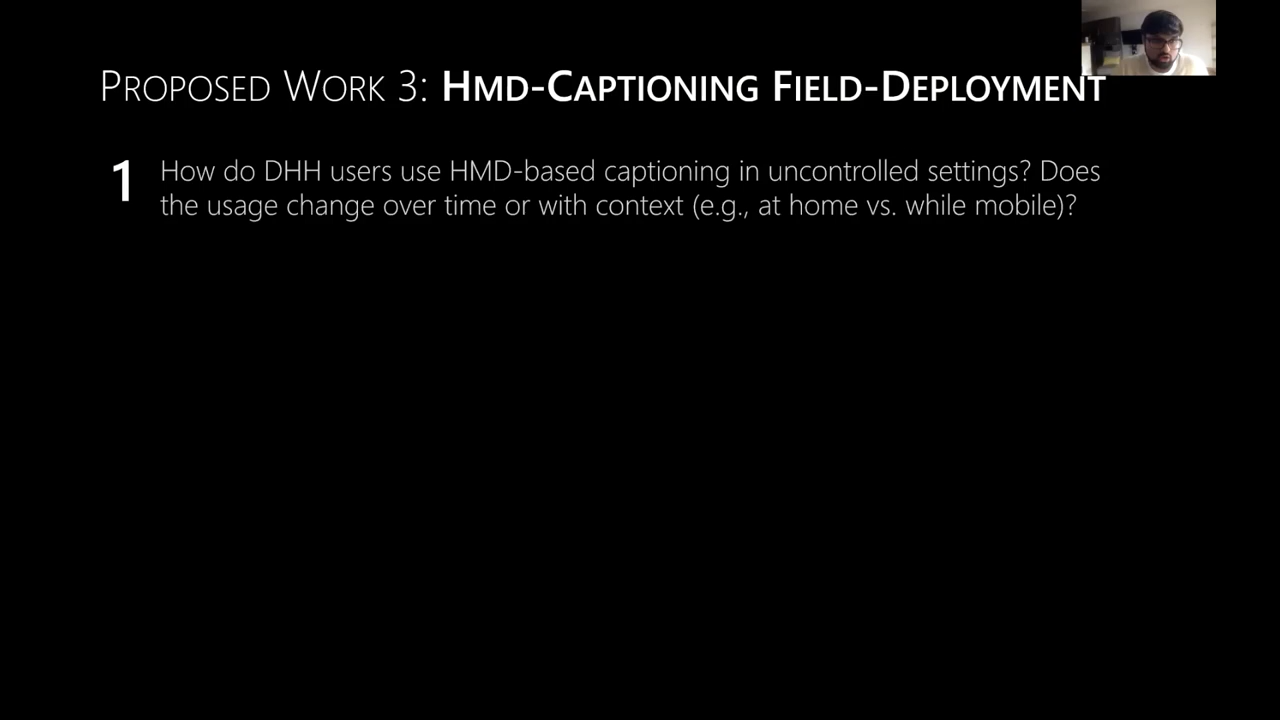 PROPOSED WORK 3: HMD-CAPTIONING FIELD-DEPLOYMENT
1 How do DHH users use HMD-based captioning in uncontrolled settings? Does
the usage change over time or with context (e.g., at home vs. while mobile)?